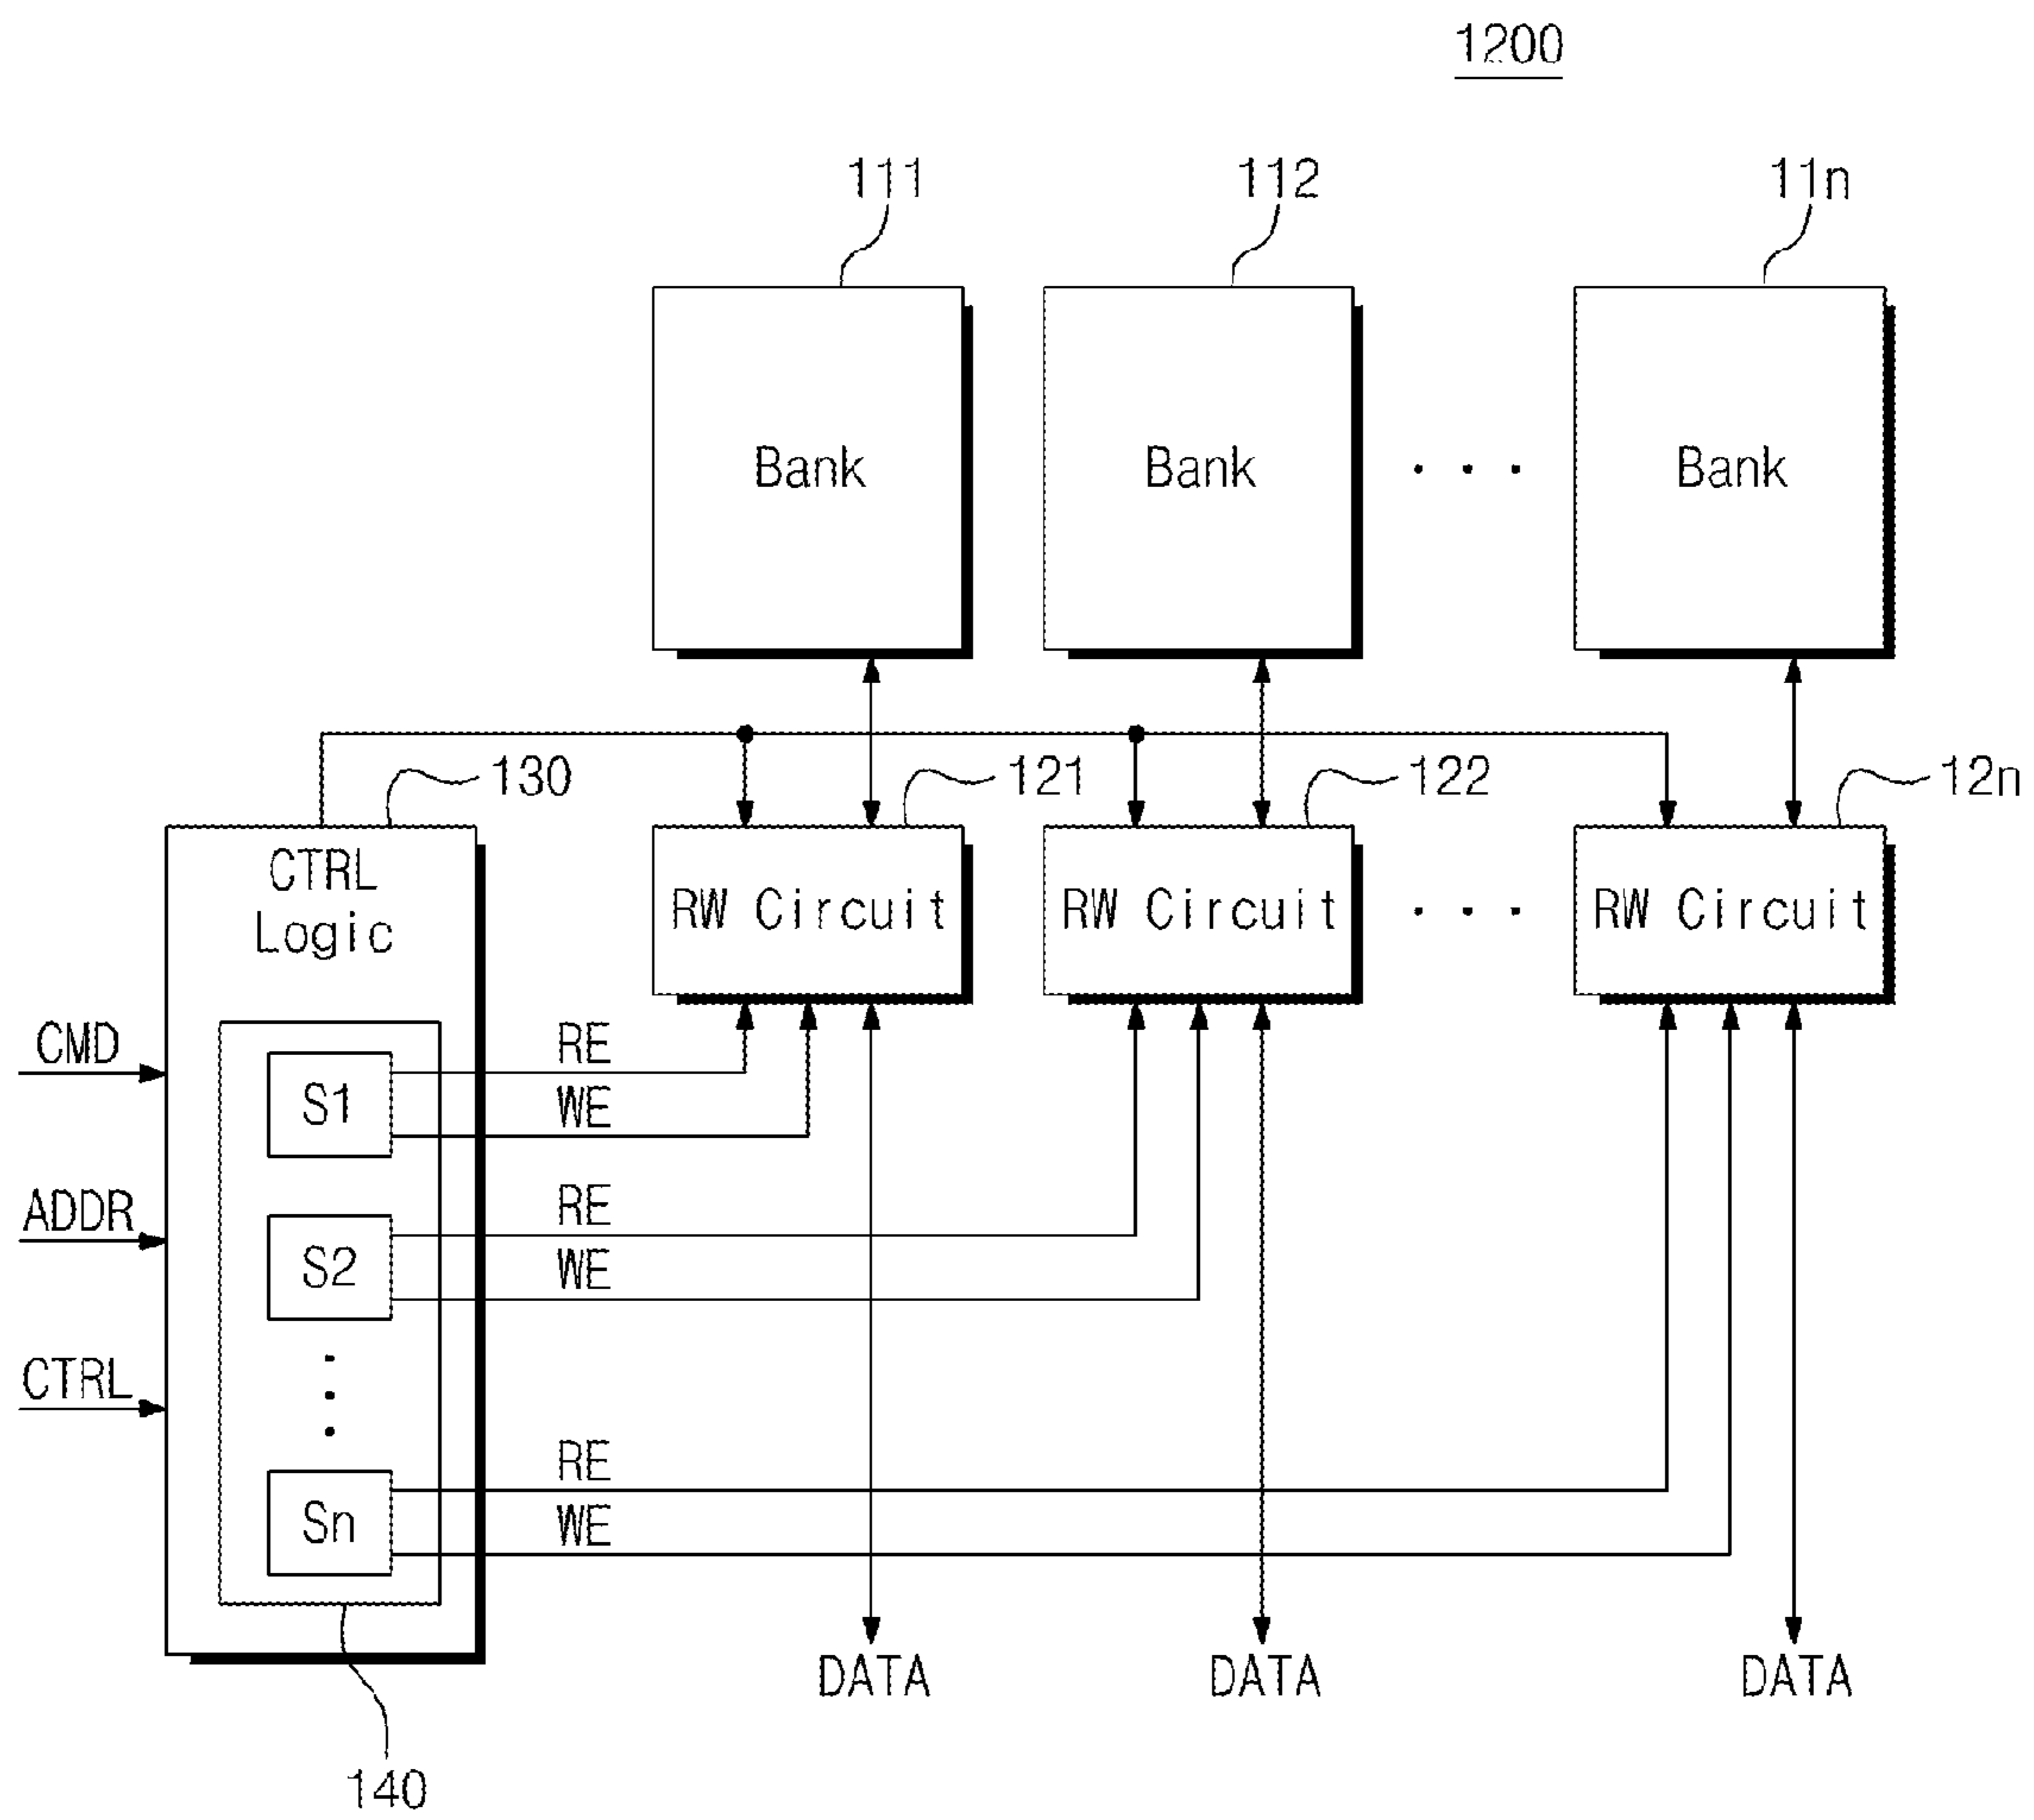 1200
111
112
11n
Bank
Bank
. . .
Bank
130
121
122
12n
CTRL
Logic
RW Circuit
RW Circuit
. . .
RW Circuit
CMD
S1
RE
WE
ADDR
S2
RE
WE
CTRL
Sn
RE
WE
DATA
DATA
DATA
140